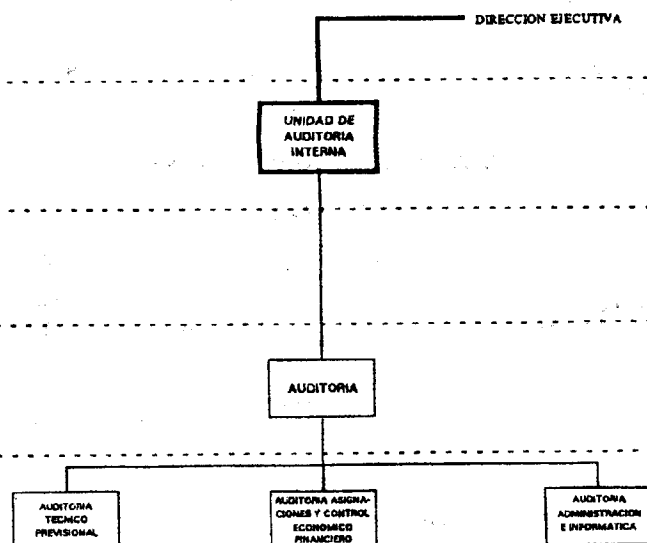 DIRECCION EJECUTIVA
UNIDAD DE
AUDITORIA
INTERNA
AUDITORIA
AUDITORIA
TECNICO
PREVISIONAL
AUDITORIA ASIGNA-
CIONES Y CONTROL
ECONOMICO
FINANCIERO
AUDITORIA
ADMINISTRACION
E INFORMATICA